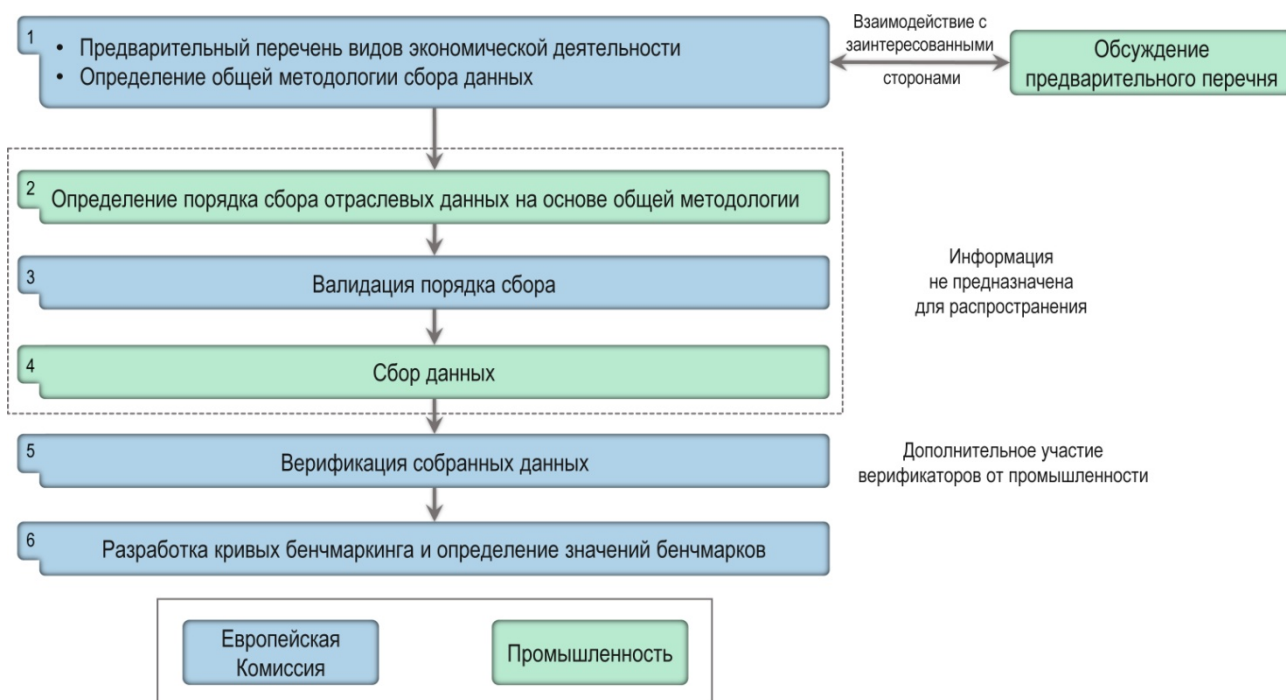 1
• Предварительный перечень видов экономической деятельности
• Определение общей методологии сбора данных
Взаимодействие с
заинтересованными
сторонами
Обсуждение
предварительного перечня
2
Определение порядка сбора отраслевых данных на основе общей методологии
3
Валидация порядка сбора
4
Сбор данных
Информация
не предназначена
для распространения
5
Верификация собранных данных
Дополнительное участие
верификаторов от промышленности
6
Разработка кривых бенчмаркинга и определение значений бенчмарков
Европейская
Комиссия
Промышленность